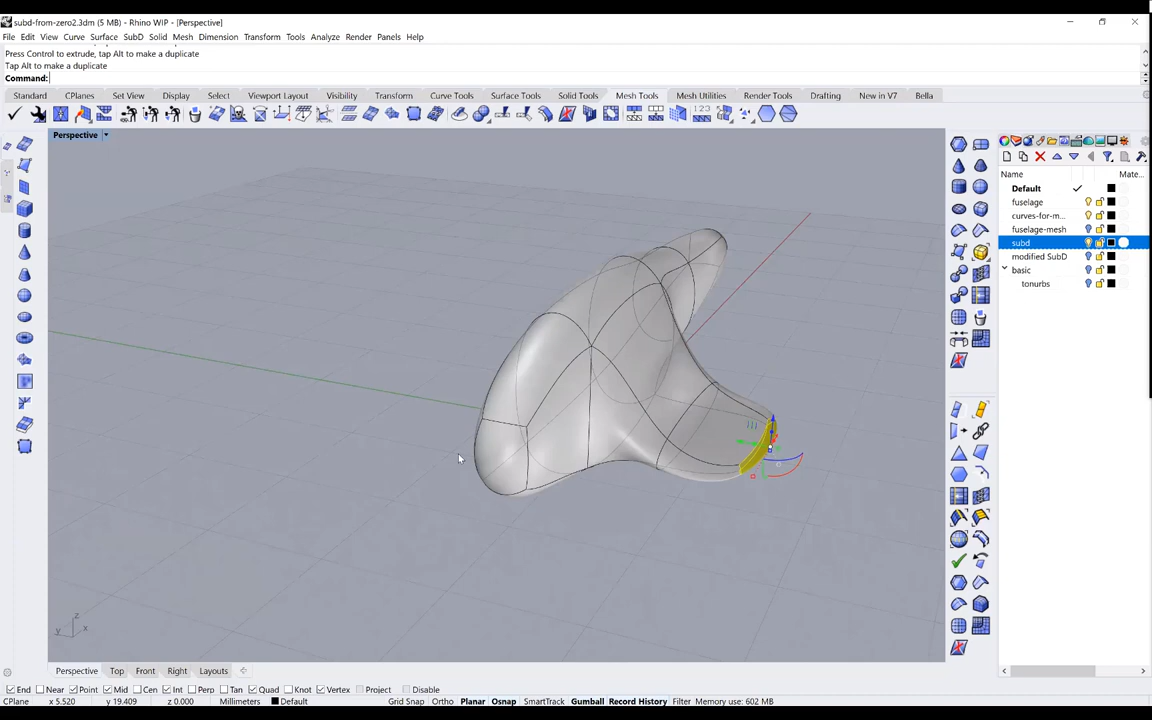 subd-from-zero2.3dm (5 MB) - Rhino WIP - [Perspective]
File Edit View Curve Surface SubD Solid Mesh Dimension Transform Tools Analyze Render Panels Help
Press Control to extrude, tap Alt to make a duplicate
Tap Alt to make a duplicate
Command:
Standard CPlanes Set View Display Select Viewport Layout Visibility Transform Curve Tools Surface Tools Solid Tools Mesh Tools Mesh Utilities Render Tools Drafting New in V7 Bella
Perspective
Name Mate...
Default
fuselage
curves-for-m...
fuselage-mesh
subd
modified SubD
basic
tonurbs
z
y x
Perspective Top Front Right Layouts
End Near Point Mid Cen Int Perp Tan Quad Knot Vertex Project Disable
CPlane x 5.520 y 19.409 z 0.000 Millimeters Default Grid Snap Ortho Planar Osnap SmartTrack Gumball Record History Filter Memory use: 602 MB